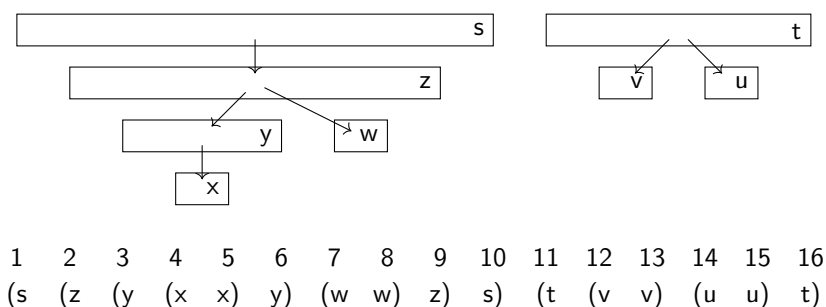 s t
z v u
y w
x
1 2 3 4 5 6 7 8 9 10 11 12 13 14 15 16
(s (z (y (x x) y) (w w) z) s) (t (v v) (u u) t)